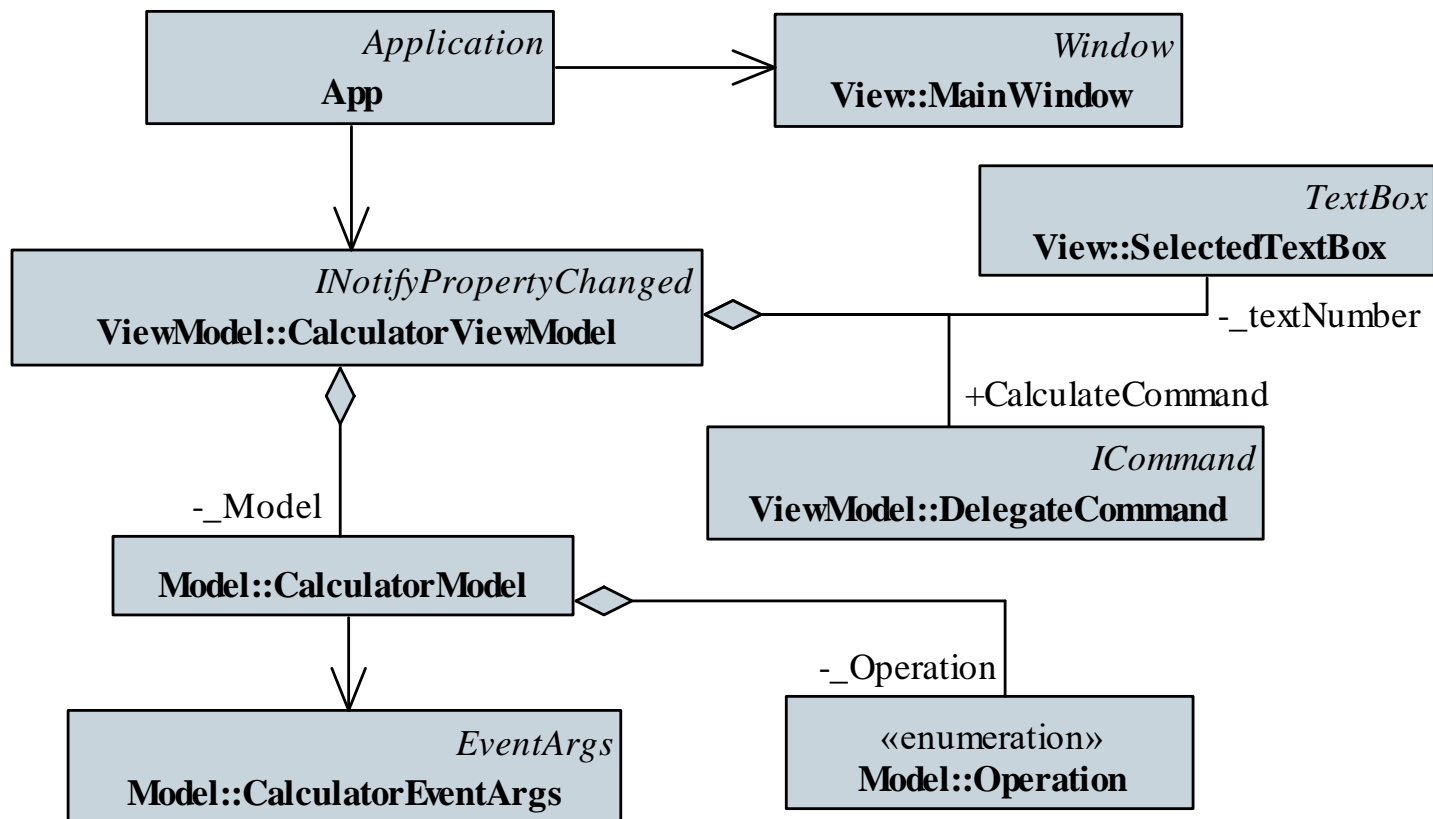 Application
App
Window
View::MainWindow
TextBox
View::SelectedTextBox
INotifyPropertyChanged
ViewModel::CalculatorViewModel
-_textNumber
+CalculateCommand
ICommand
ViewModel::DelegateCommand
-_Model
Model::CalculatorModel
-_Operation
EventArgs
Model::CalculatorEventArgs
«enumeration»
Model::Operation